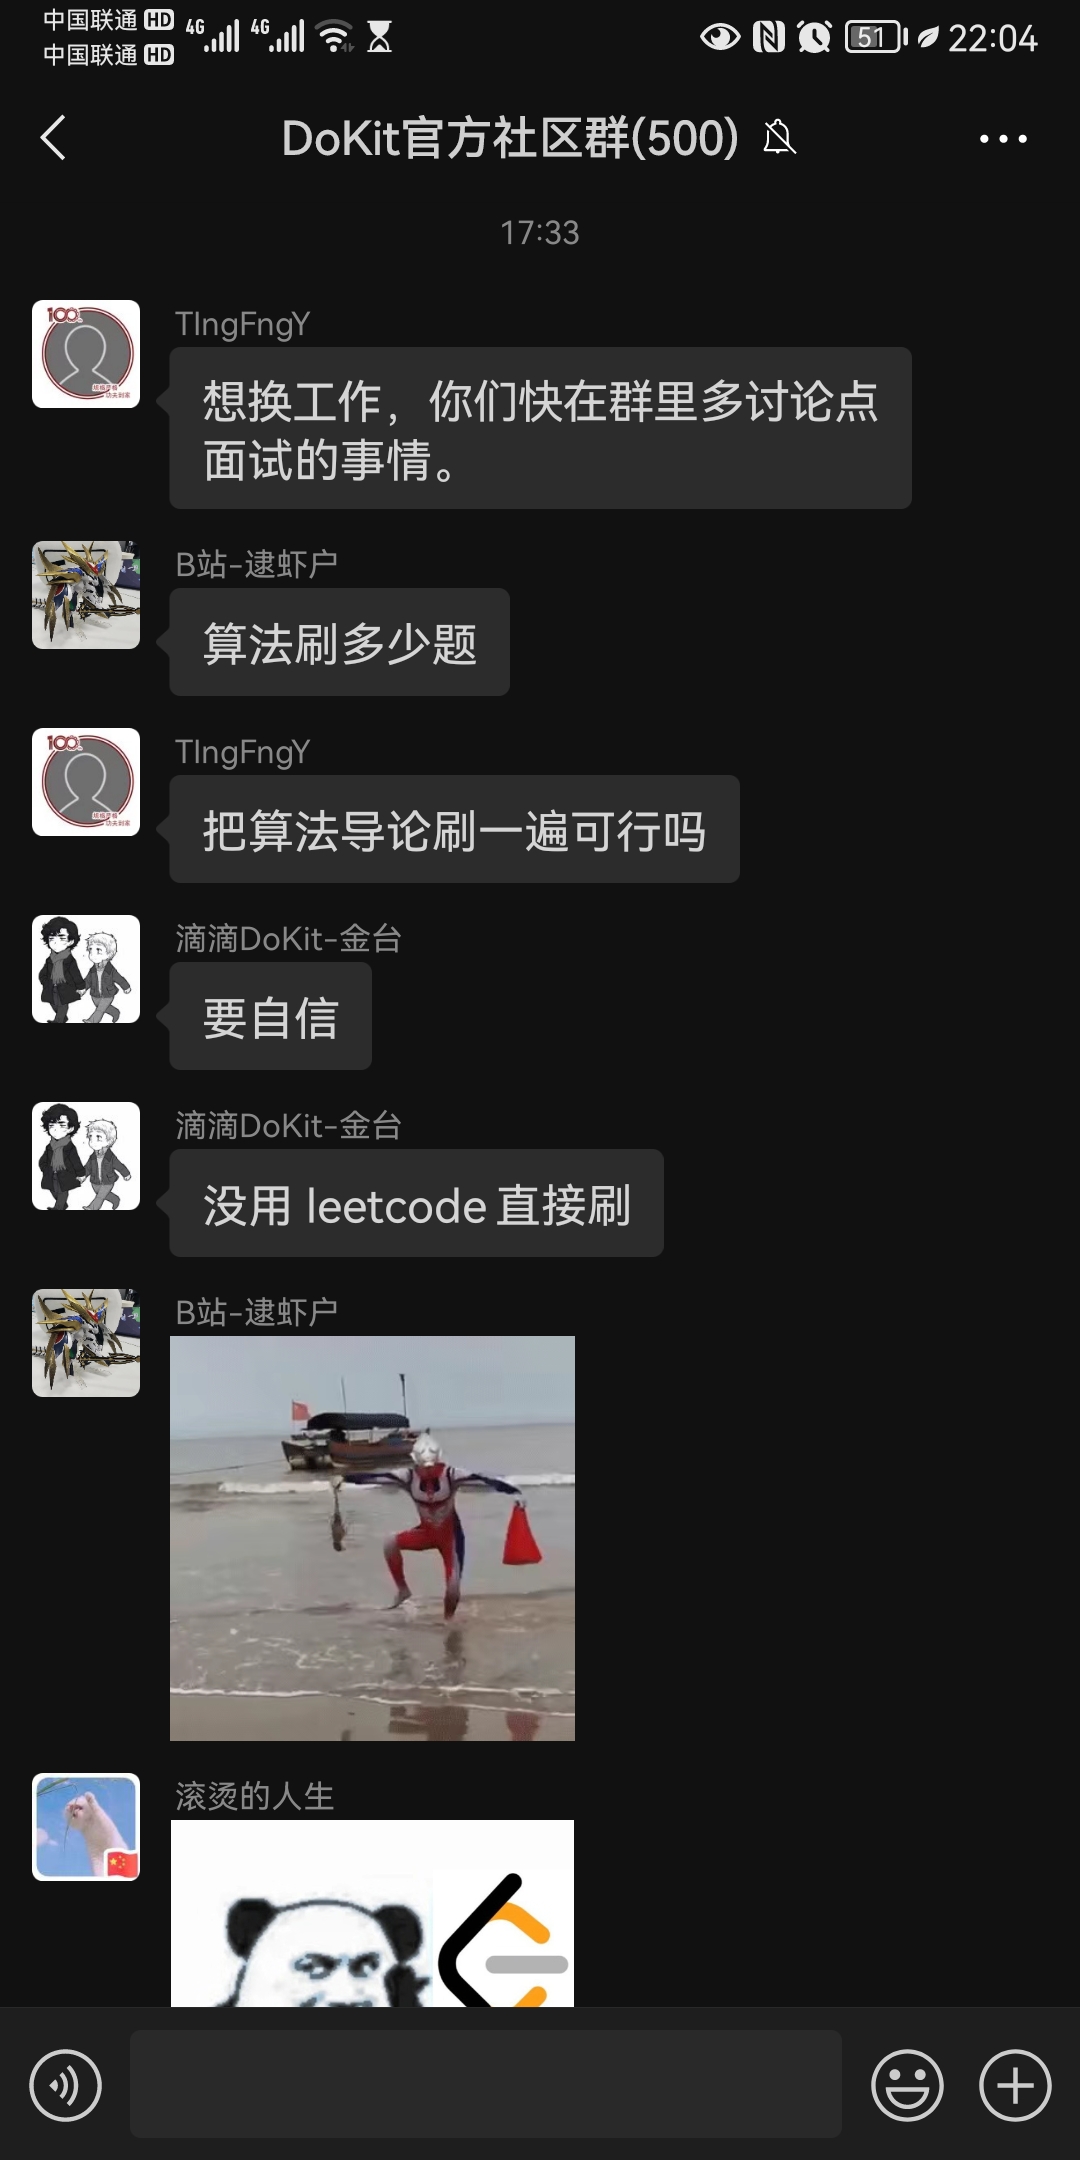 中国联通 HD
中国联通 HD
4G 4G
51
22:04
DoKit官方社区群(500)
17:33
TIngFngY
想换工作，你们快在群里多讨论点
面试的事情。
B站-逮虾户
算法刷多少题
TIngFngY
把算法导论刷一遍可行吗
滴滴DoKit-金台
要自信
滴滴DoKit-金台
没用 leetcode 直接刷
B站-逮虾户
滚烫的人生